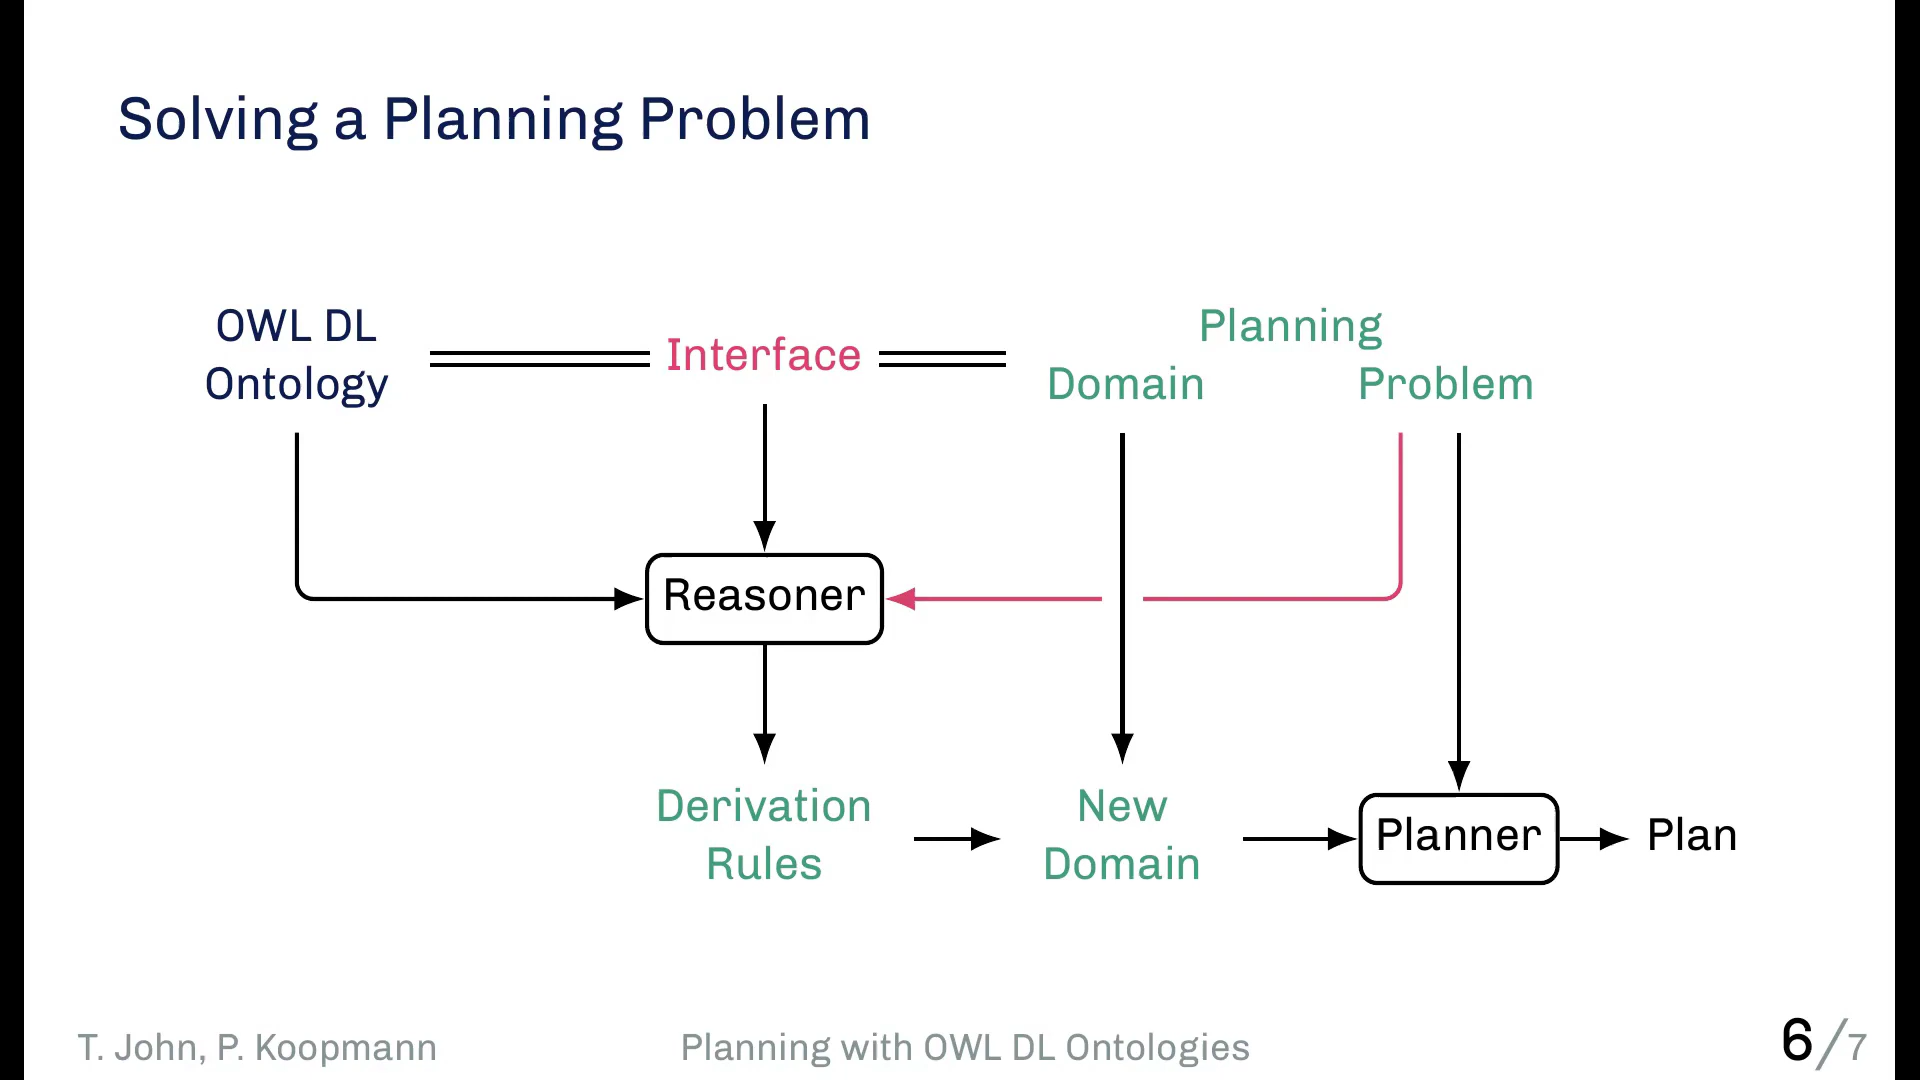 Solving a Planning Problem
OWL DL
Ontology
Interface
Planning
Domain Problem
Reasoner
Derivation
Rules
New
Domain
Planner
Plan
T. John, P. Koopmann
Planning with OWL DL Ontologies
6/7